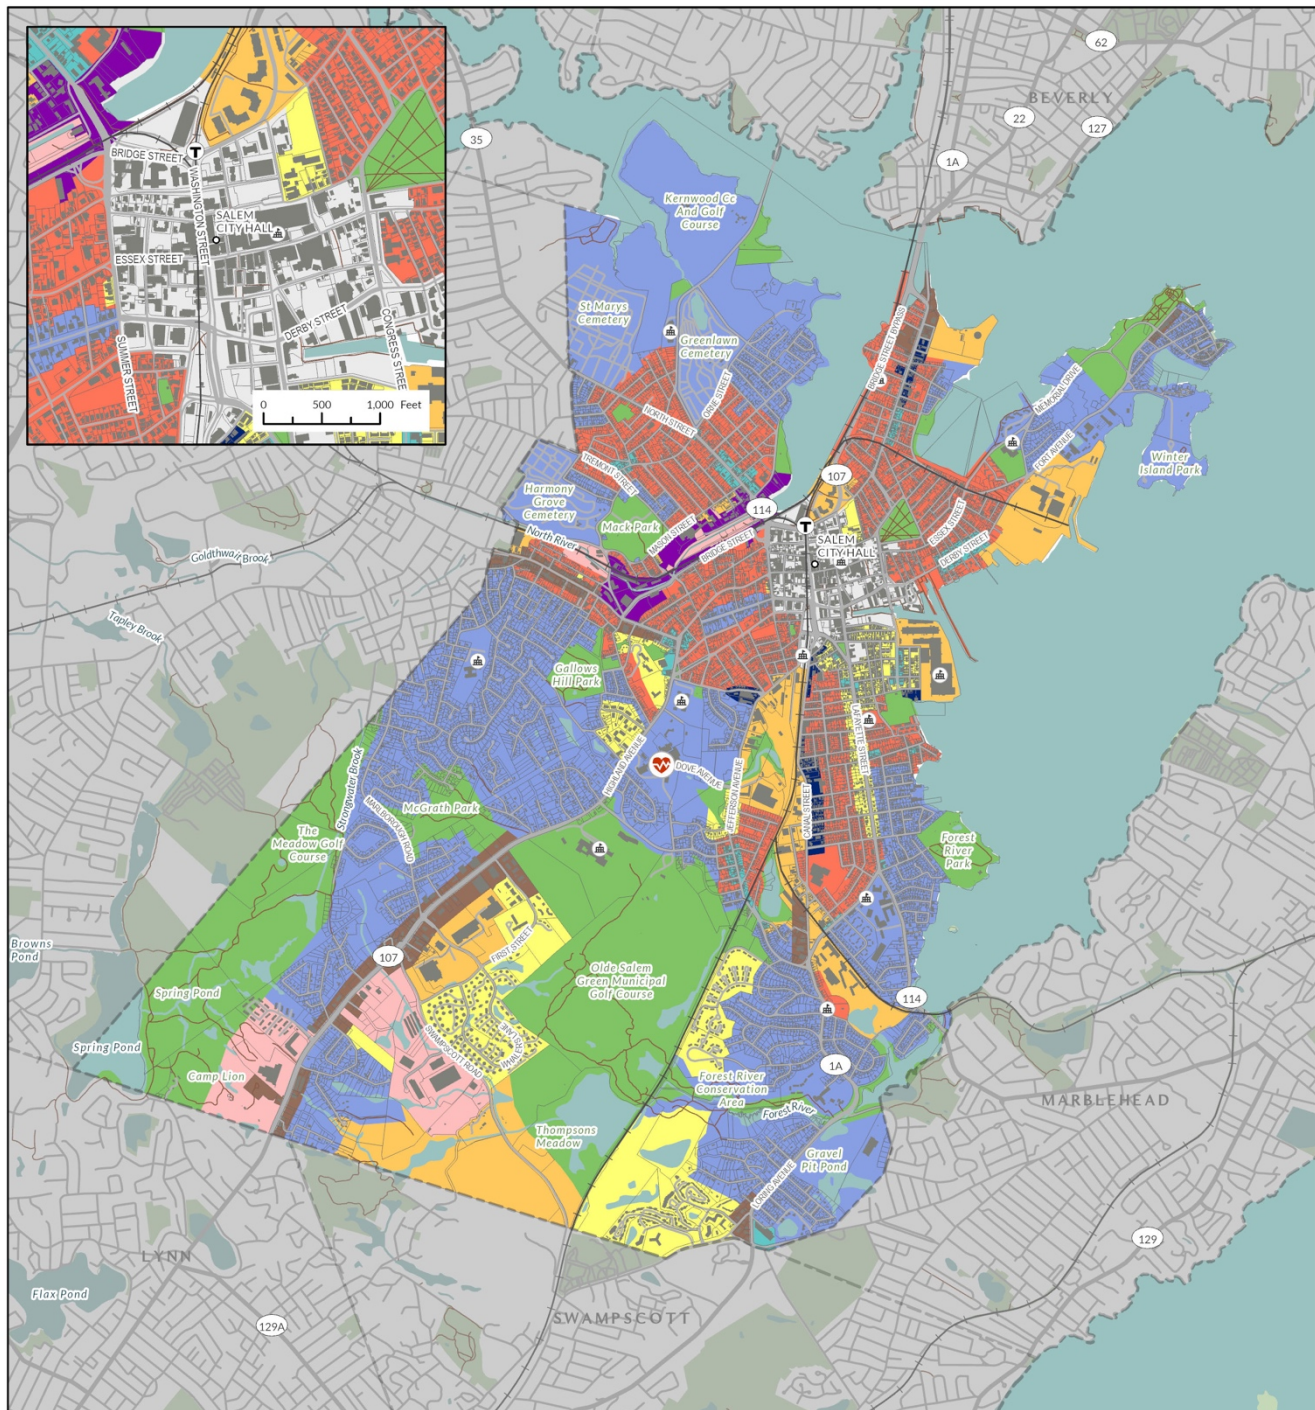 BRIDGE STREET
T
WASHINGTON STREET
SALEM
CITY HALL
ESSEX STREET
DERBY STREET
CONGRESS STREE
SUMMER STREET
0 500 1,000 Feet
62
BEVERLY
22
127
35
1A
Kernwood Cc
And Golf
Course
St Marys
Cemetery
Greenlawn
Cemetery
ORNE STREET
NORTH STREET
BRIDGE STREET BYPASS
MEMORIAL DRIVE
FORT AVENUE
Winter
Island Park
TREMONT STREET
Harmony
Grove
Cemetery
107
114
Mack Park
MASON STREET
BRIDGE STREET
T
SALEM
CITY HALL
ESSEX STREET
DERBY STREET
North River
Goldthwait Brook
Tapley Brook
Gallows
Hill Park
LAFAYETTE STREET
HIGHLAND AVENUE
DOVE AVENUE
JEFFERSON AVENUE
CANAL STREET
Strongwater Brook
McGrath Park
MARLBOROUGH ROAD
The
Meadow Golf
Course
Forest
River
Park
Browns
Pond
107
FIRST STREET
Olde Salem
Green Municipal
Golf Course
Spring Pond
114
SWAMPSCOTT ROAD
WHALERS LANE
Spring Pond
Camp Lion
1A
Forest River
Conservation
Area
Forest River
MARBLEHEAD
Thompsons
Meadow
Gravel
Pit Pond
LORING AVENUE
129
LYNN
Flax Pond
SWAMPSCOTT
129A